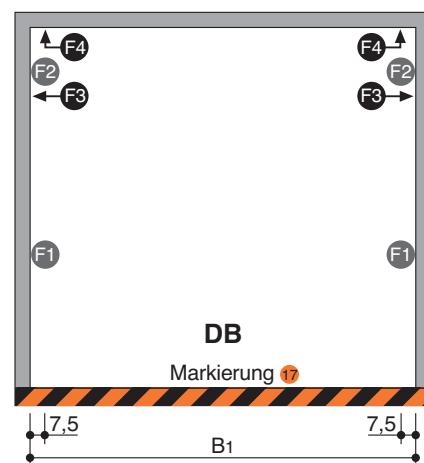 F4 F4
F2 F2
F3 F3
F1 F1
DB
Markierung 17
7,5 7,5
B1